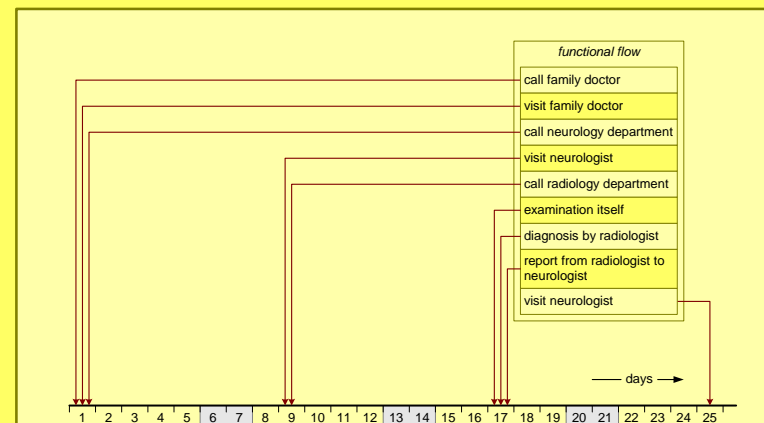 functional flow
call family doctor
visit family doctor
call neurology department
visit neurologist
call radiology department
examination itself
diagnosis by radiologist
report from radiologist to
neurologist
visit neurologist
days
1 2 3 4 5 6 7 8 9 10 11 12 13 14 15 16 17 18 19 20 21 22 23 24 25